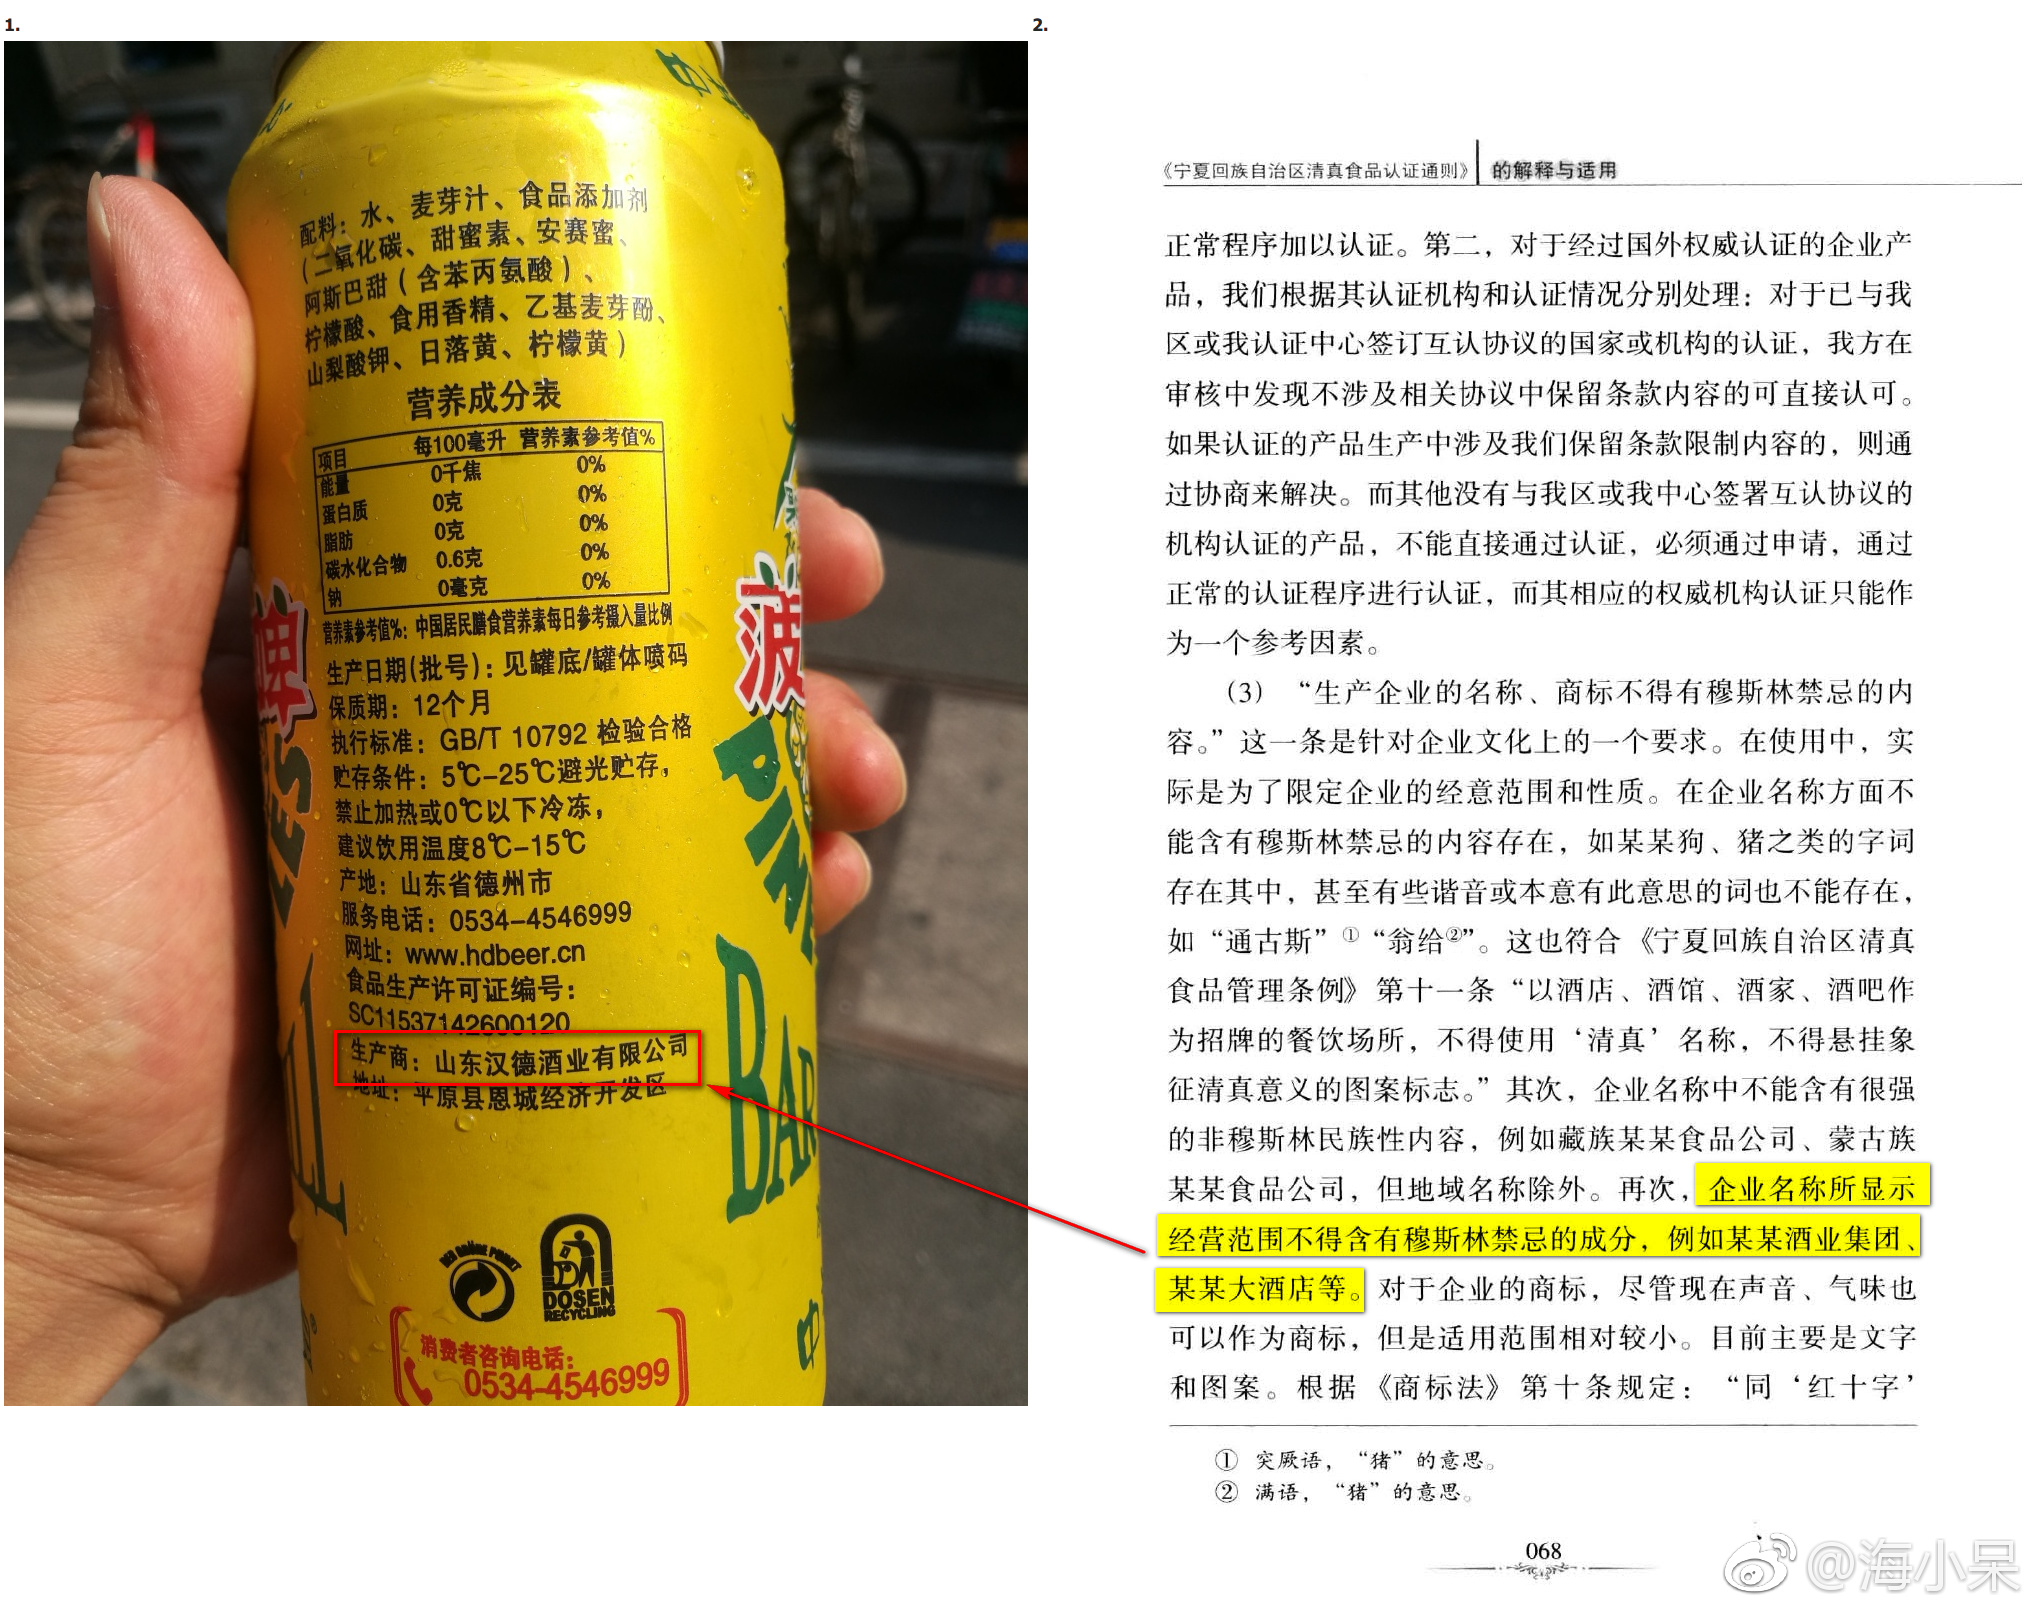 1.
配料：水、麦芽汁、食品添加剂
（二氧化碳、甜蜜素、安赛蜜、
阿斯巴甜（含苯丙氨酸）、
柠檬酸、食用香精、乙基麦芽酚、
山梨酸钾、日落黄、柠檬黄）
营养成分表
项目 每100毫升 营养素参考值%
能量 0千焦 0%
蛋白质 0克 0%
脂肪 0克 0%
碳水化合物 0.6克 0%
钠 0毫克 0%
营养素参考值%：中国居民膳食营养素每日参考摄入量比例
生产日期(批号)：见罐底/罐体喷码
保质期：12个月
执行标准：GB/T 10792 检验合格
贮存条件：5℃-25℃避光贮存，
禁止加热或0℃以下冷冻，
建议饮用温度8℃-15℃
产地：山东省德州市
服务电话：0534-4546999
网址：www.hdbeer.cn
食品生产许可证编号：
SC11537142600120
生产商：山东汉德酒业有限公司
地址：平原县恩城经济开发区
DER GRÜNE PUNKT
DOSEN
RECYCLING
消费者咨询电话：
0534-4546999
啤
菠
PINE
BAR
2.
《宁夏回族自治区清真食品认证通则》 的解释与适用
正常程序加以认证。第二，对于经过国外权威认证的企业产
品，我们根据其认证机构和认证情况分别处理：对于已与我
区或我认证中心签订互认协议的国家或机构的认证，我方在
审核中发现不涉及相关协议中保留条款内容的可直接认可。
如果认证的产品生产中涉及我们保留条款限制内容的，则通
过协商来解决。而其他没有与我区或我中心签署互认协议的
机构认证的产品，不能直接通过认证，必须通过申请，通过
正常的认证程序进行认证，而其相应的权威机构认证只能作
为一个参考因素。
（3）“生产企业的名称、商标不得有穆斯林禁忌的内
容。”这一条是针对企业文化上的一个要求。在使用中，实
际是为了限定企业的经意范围和性质。在企业名称方面不
能含有穆斯林禁忌的内容存在，如某某狗、猪之类的字词
存在其中，甚至有些谐音或本意有此意思的词也不能存在，
如“通古斯”①“翁给②”。这也符合《宁夏回族自治区清真
食品管理条例》第十一条“以酒店、酒馆、酒家、酒吧作
为招牌的餐饮场所，不得使用‘清真’名称，不得悬挂象
征清真意义的图案标志。”其次，企业名称中不能含有很强
的非穆斯林民族性内容，例如藏族某某食品公司、蒙古族
某某食品公司，但地域名称除外。再次，企业名称所显示
经营范围不得含有穆斯林禁忌的成分，例如某某酒业集团、
某某大酒店等。对于企业的商标，尽管现在声音、气味也
可以作为商标，但是适用范围相对较小。目前主要是文字
和图案。根据《商标法》第十条规定：“同‘红十字’
① 突厥语，“猪”的意思。
② 满语，“猪”的意思。
068
@海小呆